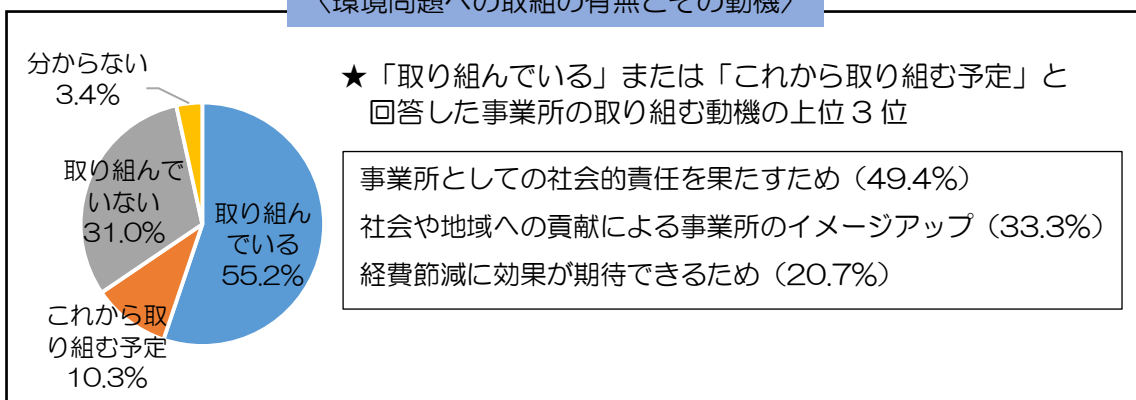 〈環境問題への取組の有無とその動機〉
分からない
3.4%
取り組んで
いない
31.0%
取り組ん
でいる
55.2%
これから取
り組む予定
10.3%
★「取り組んでいる」または「これから取り組む予定」と
回答した事業所の取り組む動機の上位３位
事業所としての社会的責任を果たすため（49.4%）
社会や地域への貢献による事業所のイメージアップ（33.3%）
経費節減に効果が期待できるため（20.7%）